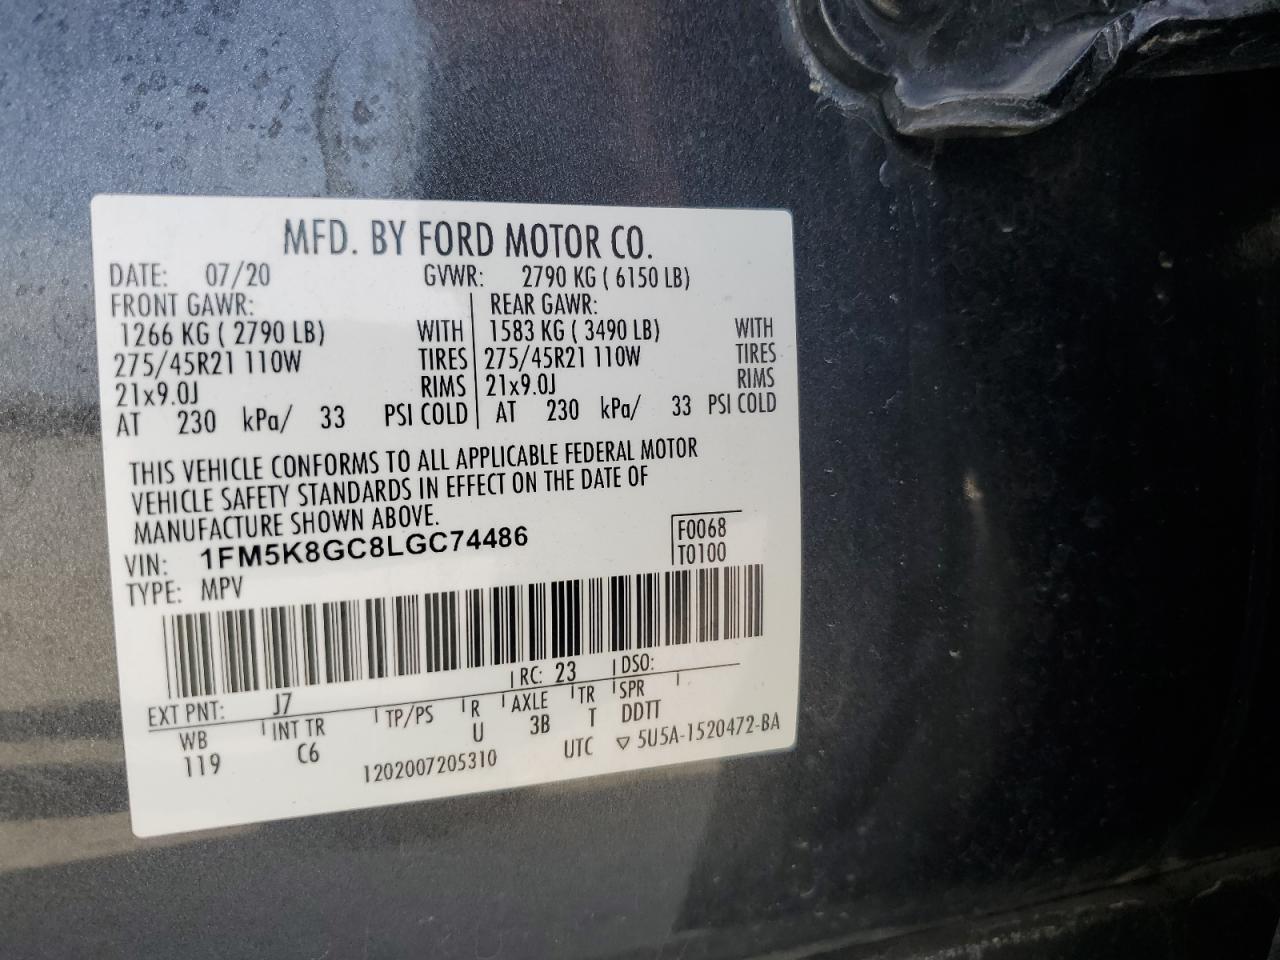 MFD. BY FORD MOTOR CO.
DATE: 07/20 GVWR: 2790 KG ( 6150 LB)
FRONT GAWR: REAR GAWR:
1266 KG ( 2790 LB) WITH 1583 KG ( 3490 LB) WITH
275/45R21 110W TIRES 275/45R21 110W TIRES
21x9.0J RIMS 21x9.0J RIMS
AT 230 kPa/ 33 PSI COLD AT 230 kPa/ 33 PSI COLD
THIS VEHICLE CONFORMS TO ALL APPLICABLE FEDERAL MOTOR
VEHICLE SAFETY STANDARDS IN EFFECT ON THE DATE OF
MANUFACTURE SHOWN ABOVE.
VIN: 1FM5K8GC8LGC74486 F0068
TYPE: MPV T0100
EXT PNT: J7 RC: 23 DSO:
WB INT TR TP/PS R AXLE TR SPR
119 C6 U 3B T DDTT
1202007205310 UTC ▽ 5U5A-1520472-BA